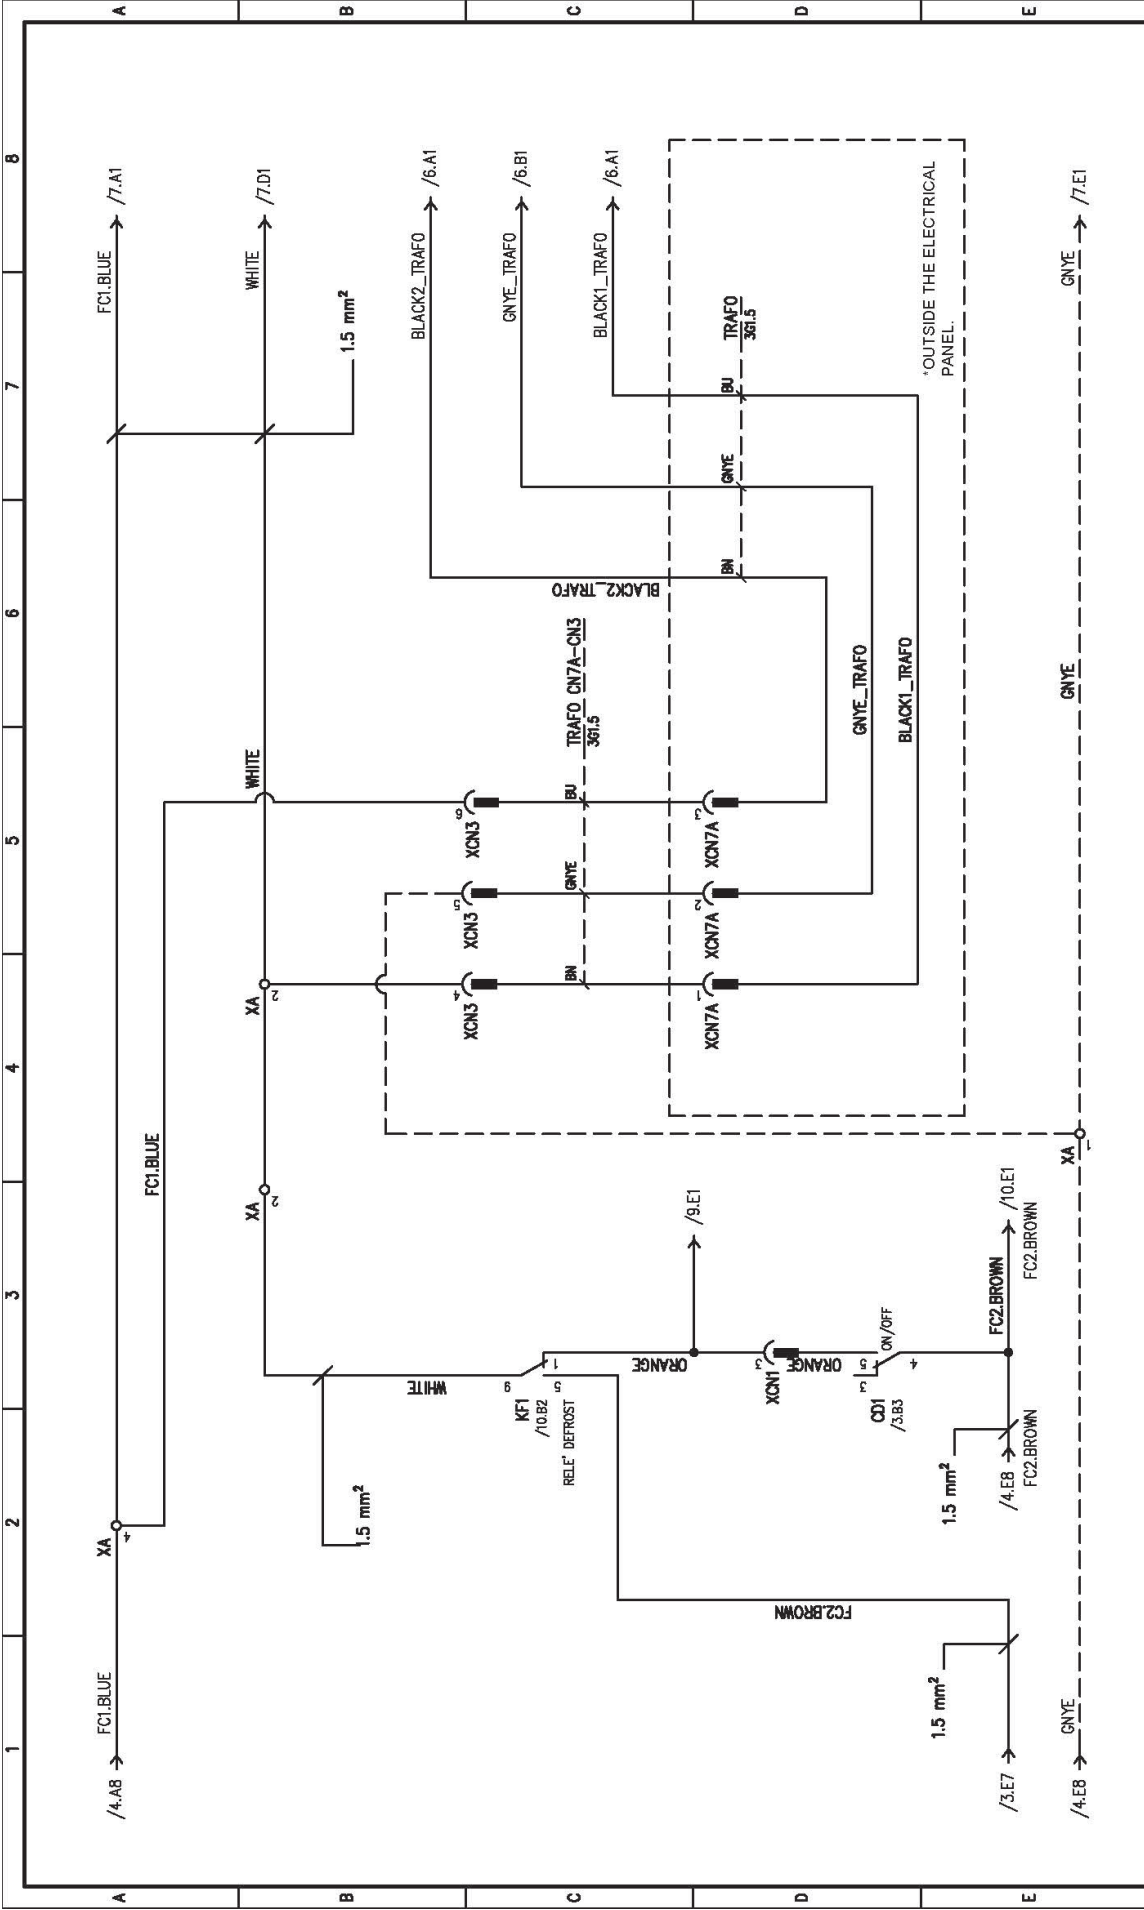 1
2
3
4
5
6
7
8
A
A
/4.A8
FC1.BLUE
XA
4
FC1.BLUE
FC1.BLUE
/7.A1
B
B
1.5 mm²
XA
2
XA
2
WHITE
WHITE
/7.D1
1.5 mm²
C
C
WHITE
9
KF1
/10.B2
RELE' DEFROST
5
1
4
XCN3
5
XCN3
6
XCN3
BN
GNYE
BU
TRAFO CN7A-CN3
3G1.5
BLACK2_TRAFO
BLACK2_TRAFO
/6.A1
GNYE_TRAFO
/6.B1
BLACK1_TRAFO
/6.A1
D
D
FC2.BROWN
ORANGE
/9.E1
XCN1
3
ORANGE
3
5
CD1
/3.B3
ON/OFF
4
1
XCN7A
2
XCN7A
3
XCN7A
BN
GNYE
BU
TRAFO
3G1.5
GNYE_TRAFO
BLACK1_TRAFO
*OUTSIDE THE ELECTRICAL
PANEL.
E
E
/3.E7
1.5 mm²
1.5 mm²
/4.E8
FC2.BROWN
FC2.BROWN
/10.E1
FC2.BROWN
/4.E8
GNYE
XA
1
GNYE
GNYE
/7.E1